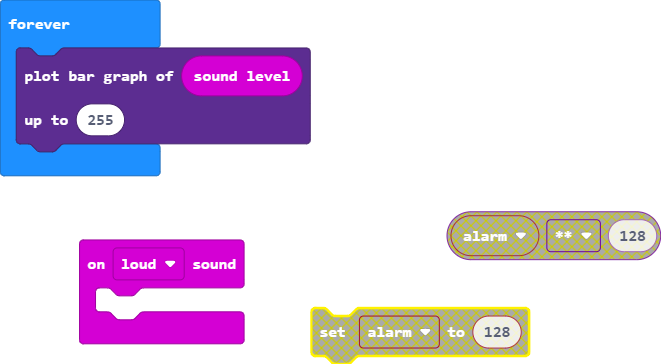 forever
plot bar graph of sound level
up to 255
alarm ** 128
on loud sound
set alarm to 128